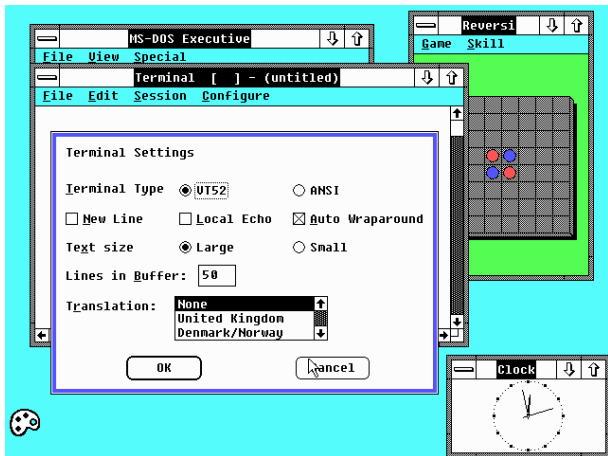 MS-DOS Executive
File View Special
Reversi
Game Skill
Terminal [ ] - (untitled)
File Edit Session Configure
Terminal Settings
Terminal Type VT52 ANSI
New Line Local Echo Auto Wraparound
Text size Large Small
Lines in Buffer: 50
Translation: None
United Kingdom
Denmark/Norway
OK Cancel
Clock